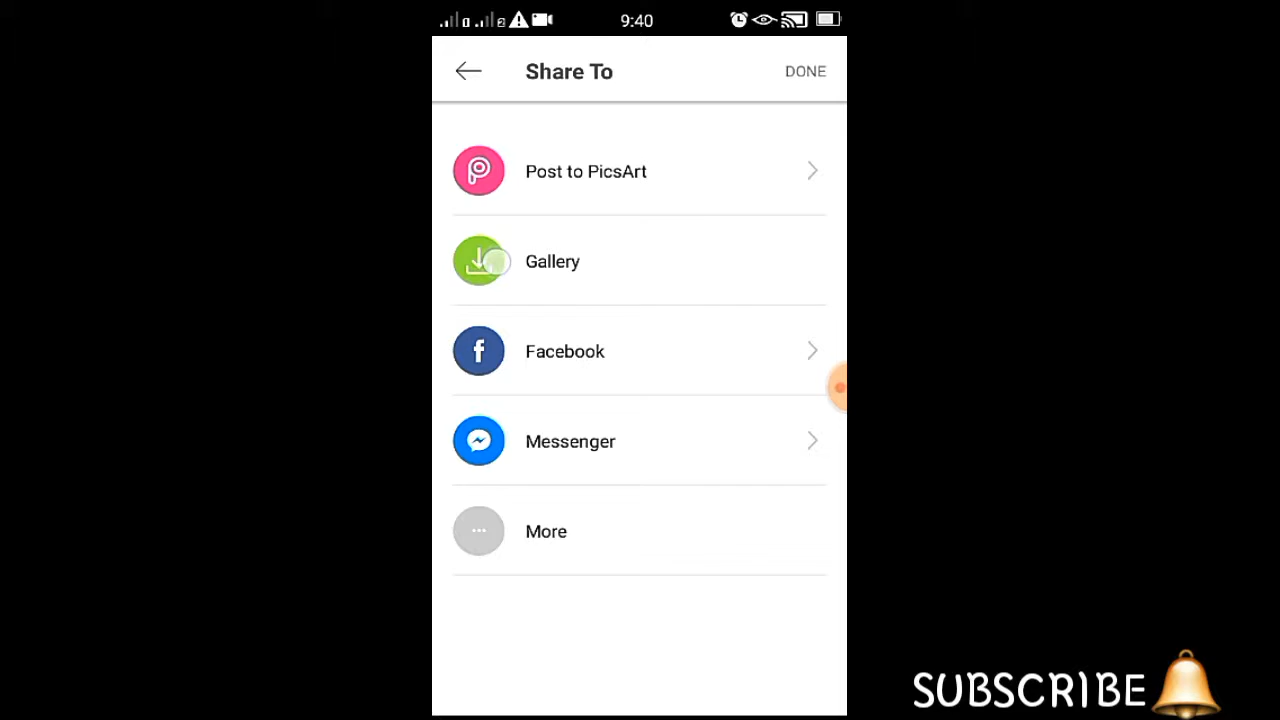 9:40
Share To
DONE
Post to PicsArt
Gallery
Facebook
Messenger
More
SUBSCRIBE